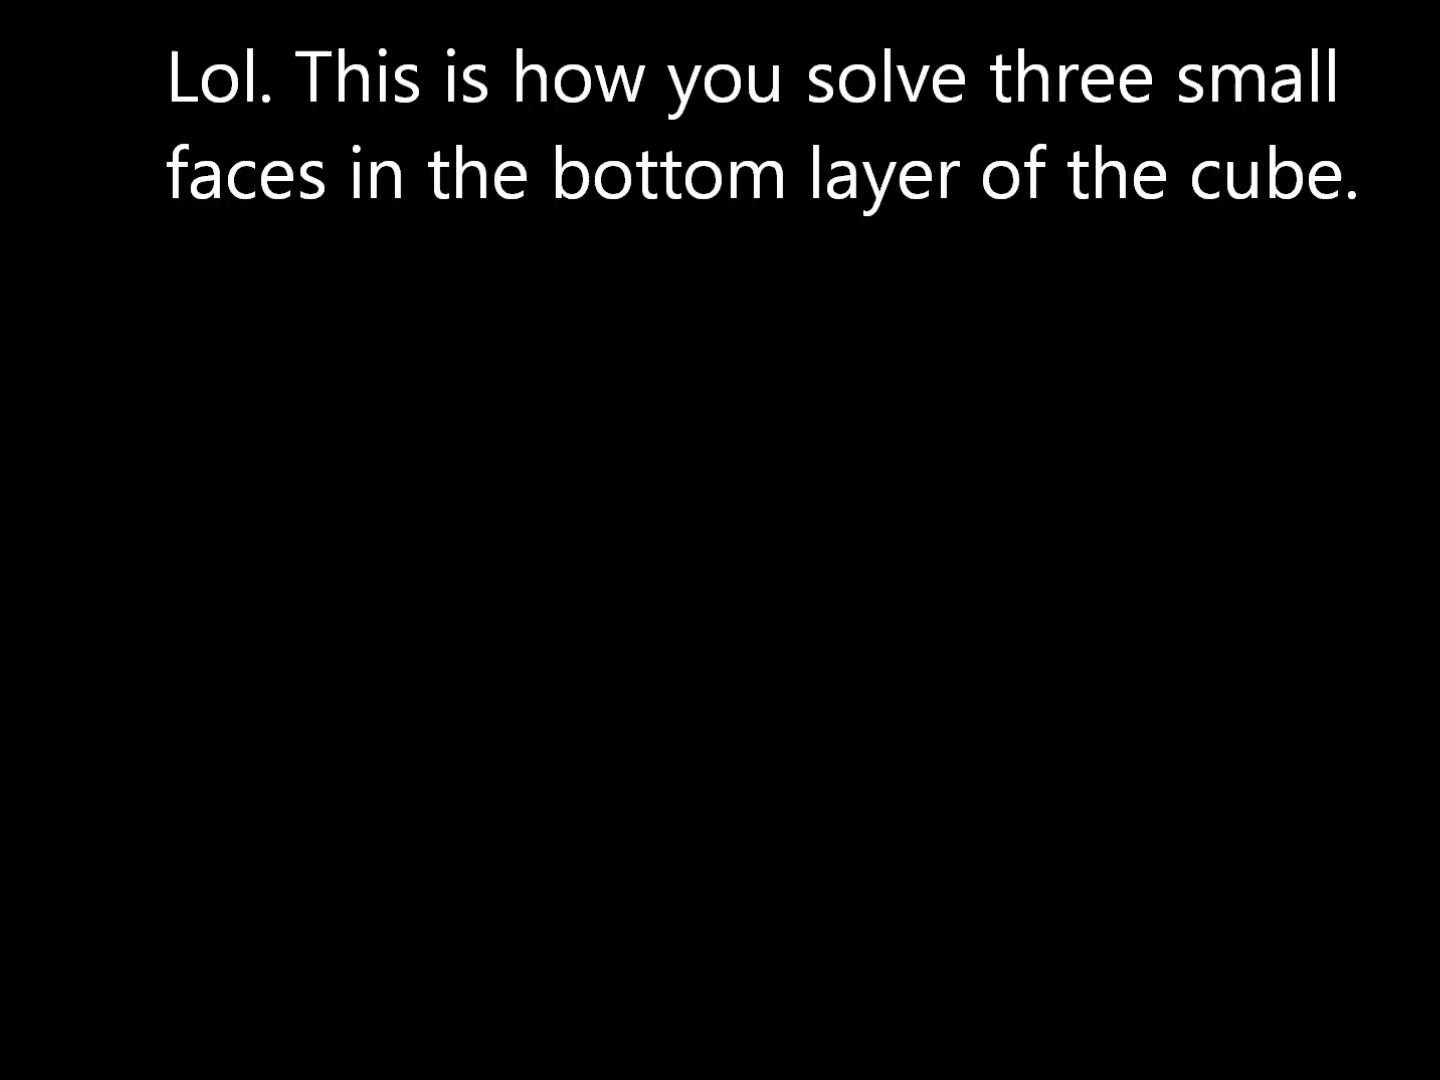 Lol. This is how you solve three small
faces in the bottom layer of the cube.